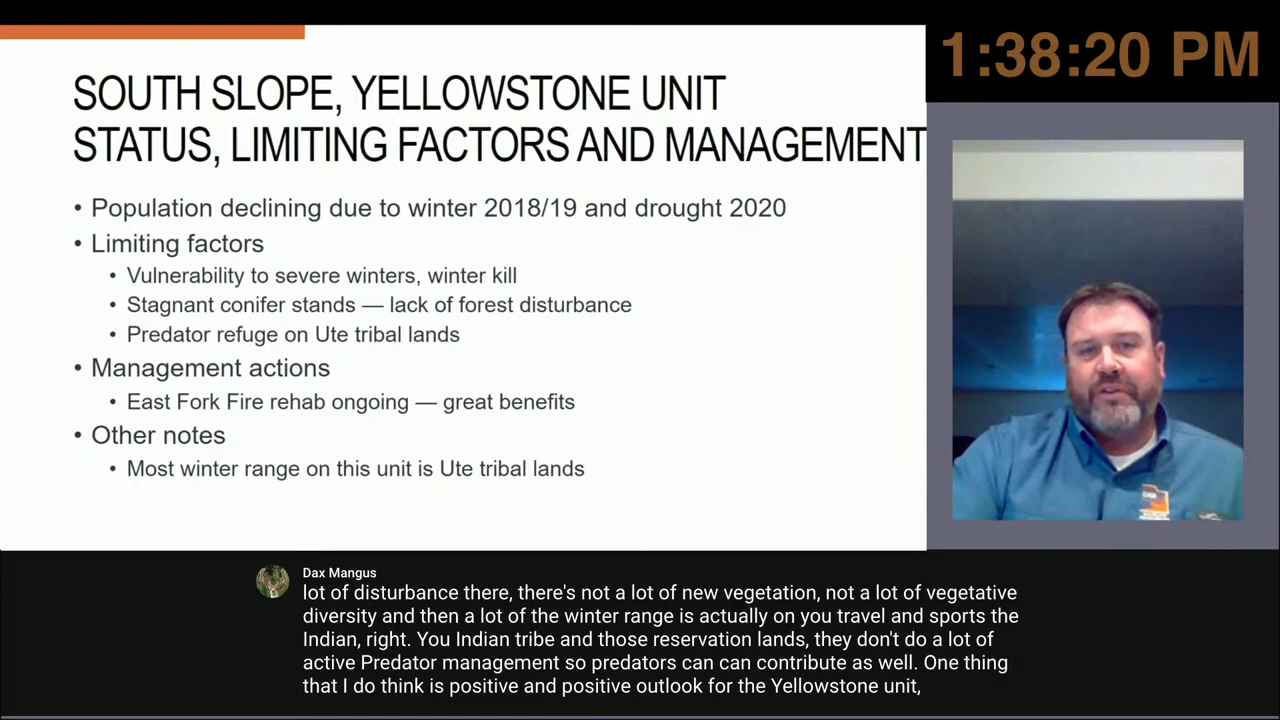 1:38:20 PM
SOUTH SLOPE, YELLOWSTONE UNIT
STATUS, LIMITING FACTORS AND MANAGEMENT
• Population declining due to winter 2018/19 and drought 2020
• Limiting factors
• Vulnerability to severe winters, winter kill
• Stagnant conifer stands — lack of forest disturbance
• Predator refuge on Ute tribal lands
• Management actions
• East Fork Fire rehab ongoing — great benefits
• Other notes
• Most winter range on this unit is Ute tribal lands
Dax Mangus
lot of disturbance there, there's not a lot of new vegetation, not a lot of vegetative
diversity and then a lot of the winter range is actually on you travel and sports the
Indian, right. You Indian tribe and those reservation lands, they don't do a lot of
active Predator management so predators can can contribute as well. One thing
that I do think is positive and positive outlook for the Yellowstone unit,